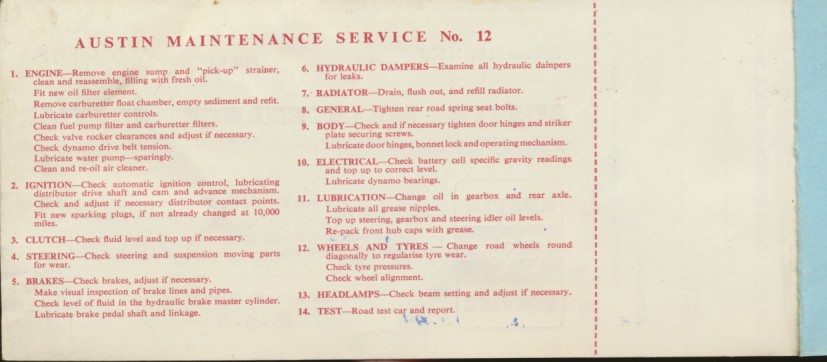 AUSTIN MAINTENANCE SERVICE No. 12
1. ENGINE—Remove engine sump and "pick-up" strainer,
clean and reassemble, filling with fresh oil.
Fit new oil filter element.
Remove carburetter float chamber, empty sediment and refit.
Lubricate carburetter controls.
Clean fuel pump filter and carburetter filters.
Check valve rocker clearances and adjust if necessary.
Check dynamo drive belt tension.
Lubricate water pump—sparingly.
Clean and re-oil air cleaner.
2. IGNITION—Check automatic ignition control, lubricating
distributor drive shaft and cam and advance mechanism.
Check and adjust if necessary distributor contact points.
Fit new sparking plugs, if not already changed at 10,000
miles.
3. CLUTCH—Check fluid level and top up if necessary.
4. STEERING—Check steering and suspension moving parts
for wear.
5. BRAKES—Check brakes, adjust if necessary.
Make visual inspection of brake lines and pipes.
Check level of fluid in the hydraulic brake master cylinder.
Lubricate brake pedal shaft and linkage.
6. HYDRAULIC DAMPERS—Examine all hydraulic dampers
for leaks.
7. RADIATOR—Drain, flush out, and refill radiator.
8. GENERAL—Tighten rear road spring seat bolts.
9. BODY—Check and if necessary tighten door hinges and striker
plate securing screws.
Lubricate door hinges, bonnet lock and operating mechanism.
10. ELECTRICAL—Check battery cell specific gravity readings
and top up to correct level.
Lubricate dynamo bearings.
11. LUBRICATION—Change oil in gearbox and rear axle.
Lubricate all grease nipples.
Top up steering, gearbox and steering idler oil levels.
Re-pack front hub caps with grease.
12. WHEELS AND TYRES — Change road wheels round
diagonally to regularise tyre wear.
Check tyre pressures.
Check wheel alignment.
13. HEADLAMPS—Check beam setting and adjust if necessary.
14. TEST—Road test car and report.